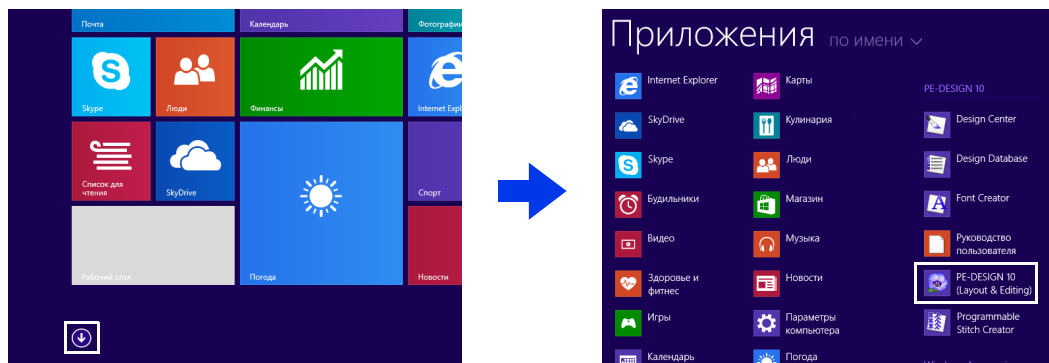 Почта
Календарь
Фотографии
Skype
Люди
Финансы
Internet Expl
Список для
чтения
SkyDrive
Рабочий стол
Погода
Спорт
Новости
Приложения по имени
Internet Explorer
SkyDrive
Skype
Будильники
Видео
Здоровье и
фитнес
Игры
Календарь
Карты
Кулинария
Люди
Магазин
Музыка
Новости
Параметры
компьютера
Погода
PE-DESIGN 10
Design Center
Design Database
Font Creator
Руководство
пользователя
PE-DESIGN 10
(Layout & Editing)
Programmable
Stitch Creator